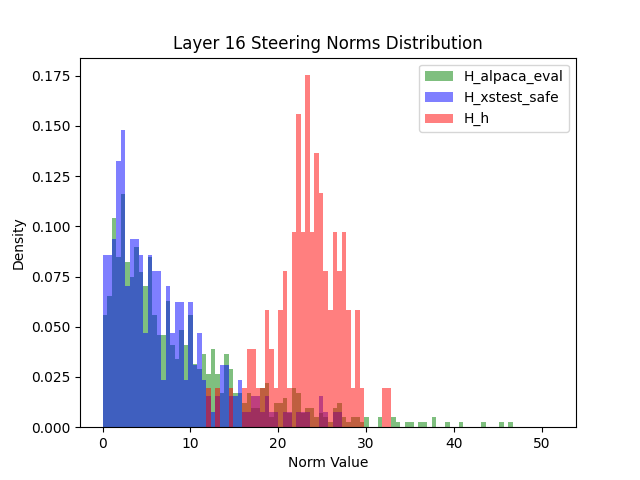 Layer 16 Steering Norms Distribution
H_alpaca_eval
H_xstest_safe
H_h
0.175
0.150
0.125
0.100
0.075
0.050
0.025
0.000
Density
0 10 20 30 40 50
Norm Value